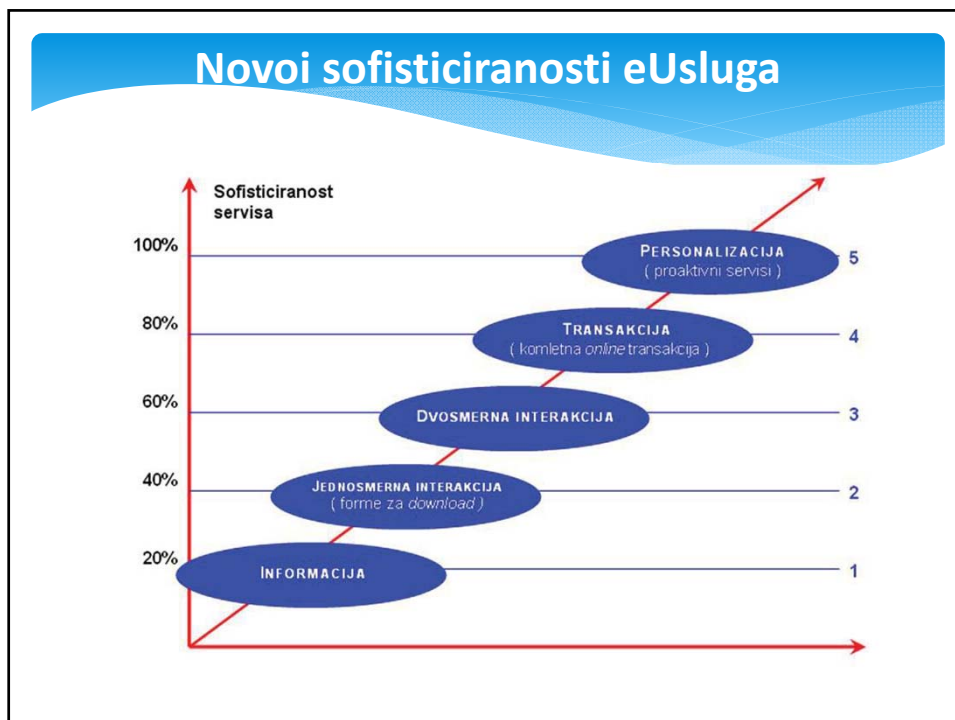 Novoi sofisticiranosti eUsluga
Sofisticiranost
servisa
100%
PERSONALIZACIJA
( proaktivni servisi )
5
80%
TRANSAKCIJA
( komletna online transakcija )
4
60%
DVOSMERNA INTERAKCIJA
3
40%
JEDNOSMERNA INTERAKCIJA
( forme za download )
2
20%
INFORMACIJA
1